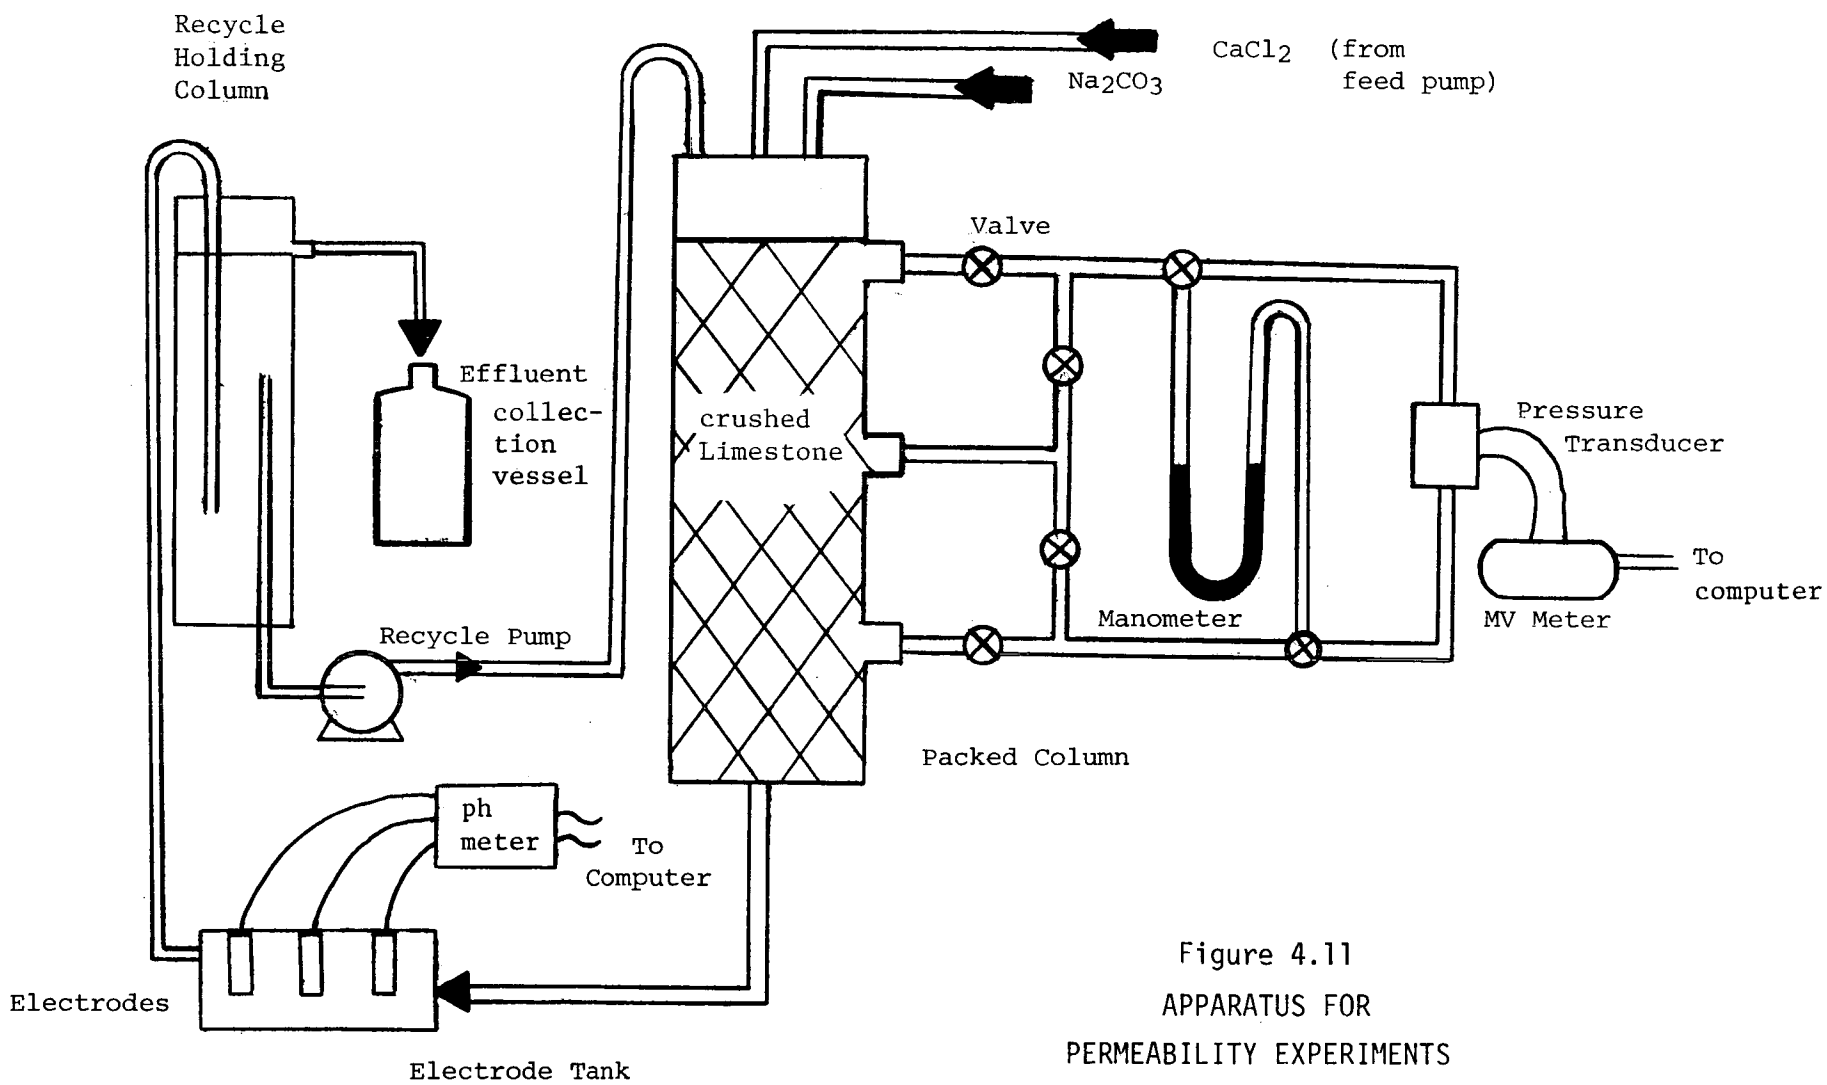 Recycle
Holding
Column
CaCl2 (from
feed pump)
Na2CO3
Valve
Effluent
collec-
tion
vessel
crushed
Limestone
Pressure
Transducer
To
computer
MV Meter
Manometer
Recycle Pump
Packed Column
ph
meter
To
Computer
Electrodes
Electrode Tank
Figure 4.11
APPARATUS FOR
PERMEABILITY EXPERIMENTS